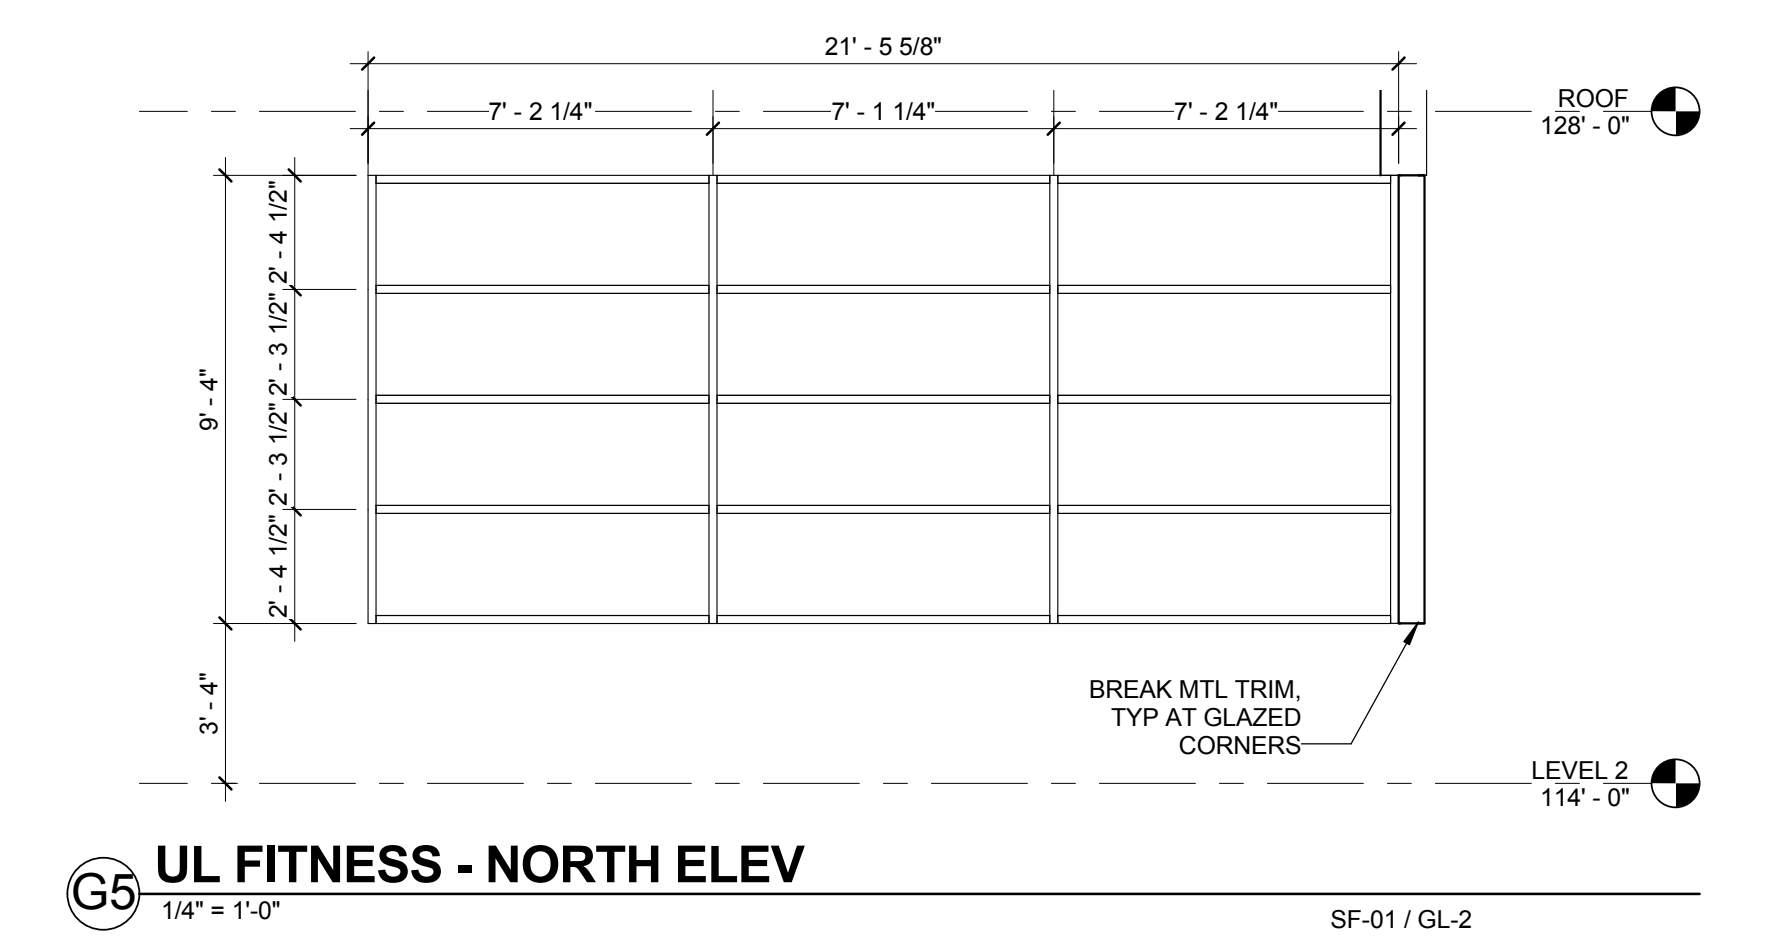 21' - 5 5/8"
7' - 2 1/4"
7' - 1 1/4"
7' - 2 1/4"
ROOF
128' - 0"
2' - 4 1/2"
2' - 3 1/2"
2' - 3 1/2"
2' - 4 1/2"
9' - 4"
3' - 4"
BREAK MTL TRIM,
TYP AT GLAZED
CORNERS
LEVEL 2
114' - 0"
G5
UL FITNESS - NORTH ELEV
1/4" = 1'-0"
SF-01 / GL-2